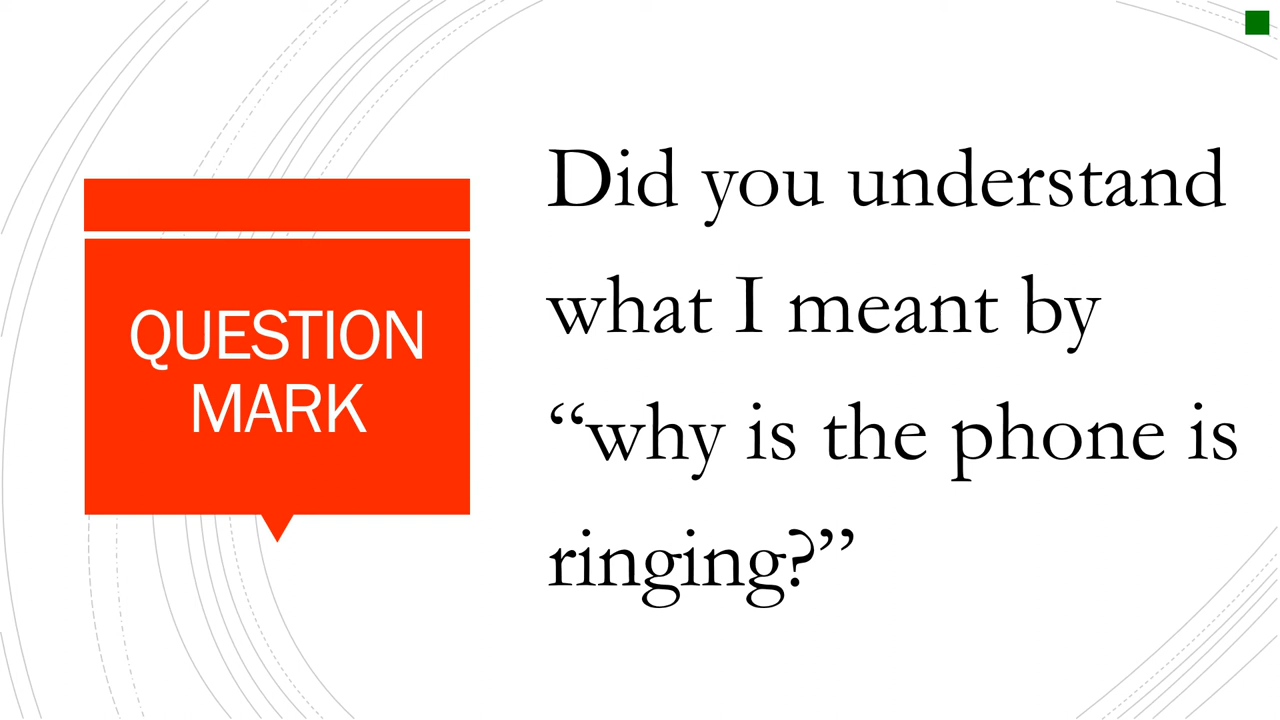 QUESTION
MARK
Did you understand
what I meant by
“why is the phone is
ringing?”